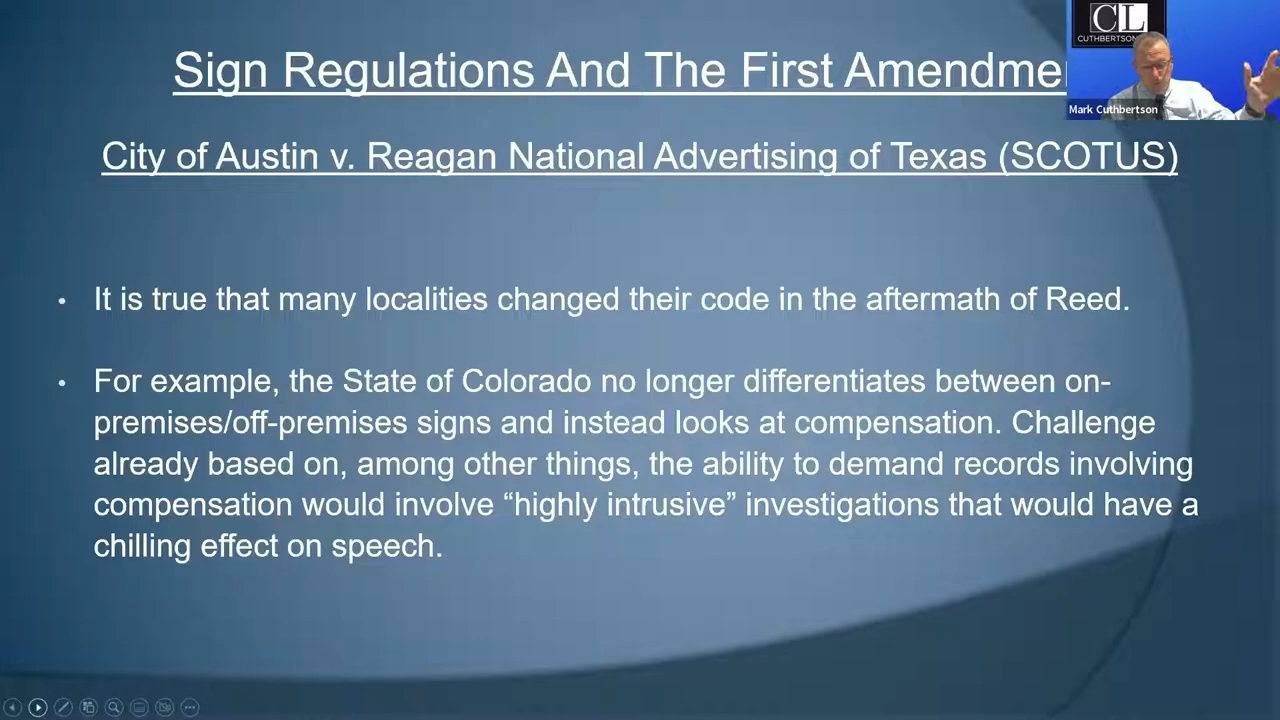 Sign Regulations And The First Amendmen
CL
CUTHBERTSON
Mark Cuthbertson
City of Austin v. Reagan National Advertising of Texas (SCOTUS)
• It is true that many localities changed their code in the aftermath of Reed.
• For example, the State of Colorado no longer differentiates between on-
premises/off-premises signs and instead looks at compensation. Challenge
already based on, among other things, the ability to demand records involving
compensation would involve “highly intrusive” investigations that would have a
chilling effect on speech.